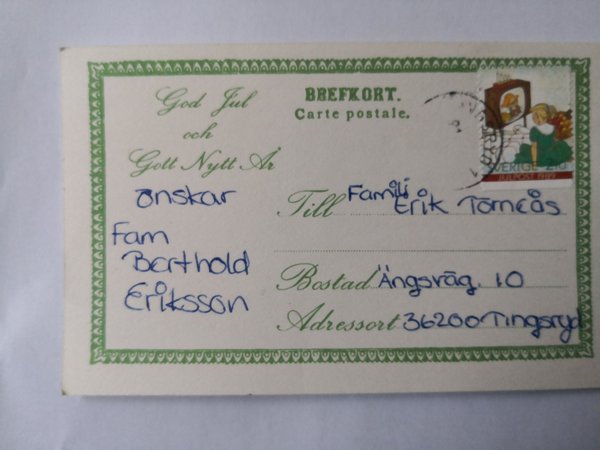 God Jul
och
Gott Nytt År
önskar
Fam
Berthold
Eriksson
BREFKORT.
Carte postale.
Till Familj
Erik Torneås
Bostad Ängsväg. 10
Adressort 36200 Tingsryd
SVERIGE
JULPOST